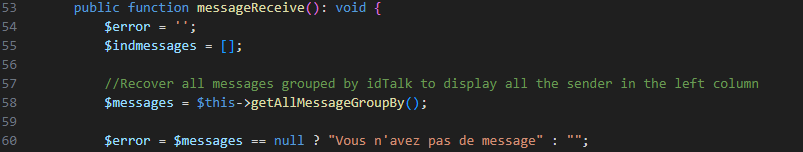 53 public function messageReceive(): void {
54 $error = '';
55 $indmessages = [];
56
57 //Recover all messages grouped by idTalk to display all the sender in the left column
58 $messages = $this->getAllMessageGroupBy();
59
60 $error = $messages == null ? "Vous n'avez pas de message" : "";